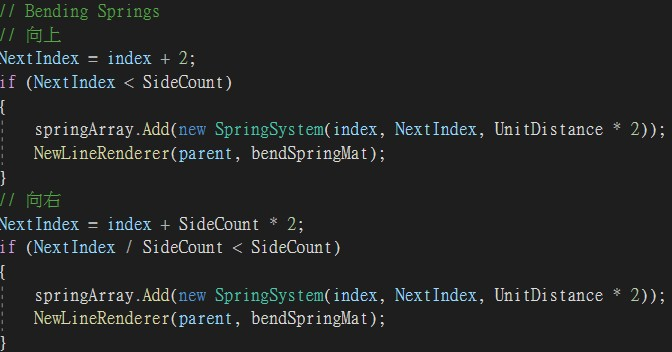 // Bending Springs
// 向上
NextIndex = index + 2;
if (NextIndex < SideCount)
{
springArray.Add(new SpringSystem(index, NextIndex, UnitDistance * 2));
NewLineRenderer(parent, bendSpringMat);
}
// 向右
NextIndex = index + SideCount * 2;
if (NextIndex / SideCount < SideCount)
{
springArray.Add(new SpringSystem(index, NextIndex, UnitDistance * 2));
NewLineRenderer(parent, bendSpringMat);
}